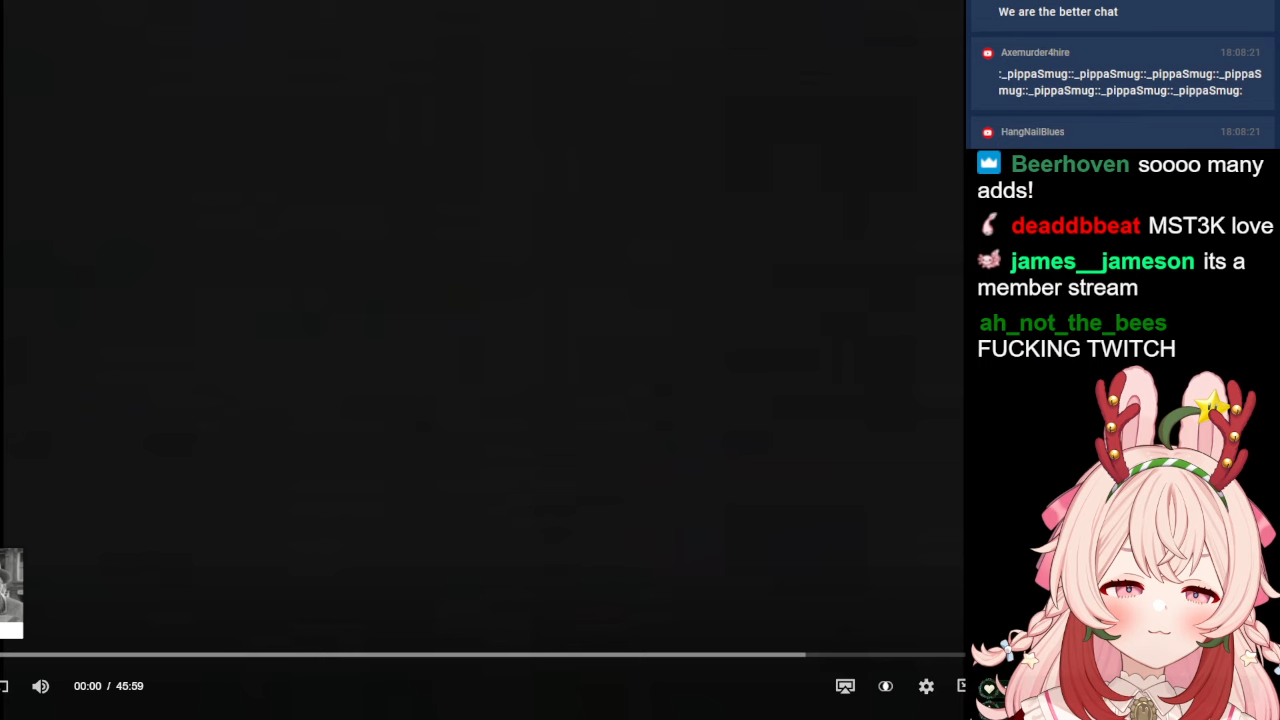 We are the better chat
Axemurder4hire 18:08:21
:_pippaSmug::_pippaSmug::_pippaSmug::_pippaS
mug::_pippaSmug::_pippaSmug::_pippaSmug:
HangNailBlues 18:08:21
Beerhoven soooo many
adds!
deaddbbeat MST3K love
james__jameson its a
member stream
ah_not_the_bees
FUCKING TWITCH
00:00 / 45:59